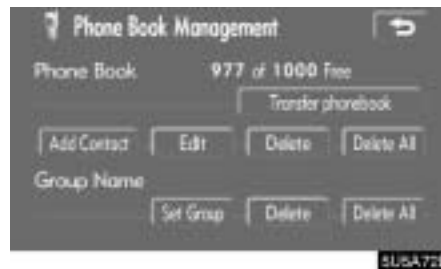 Phone Book Management
Phone Book 977 of 1000 Free
Transfer phonebook
Add Contact Edit Delete Delete All
Group Name
Set Group Delete Delete All